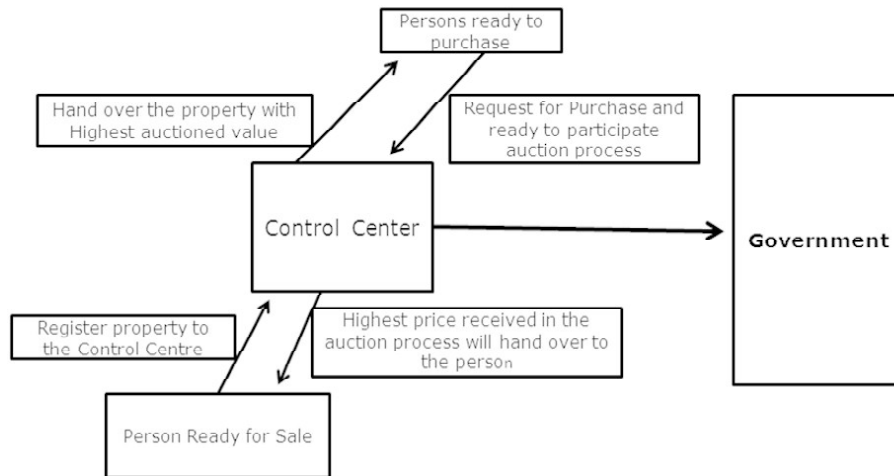 Persons ready to
purchase
Hand over the property with
Highest auctioned value
Request for Purchase and
ready to participate
auction process
Control Center
Government
Register property to
the Control Centre
Highest price received in the
auction process will hand over to
the person
Person Ready for Sale